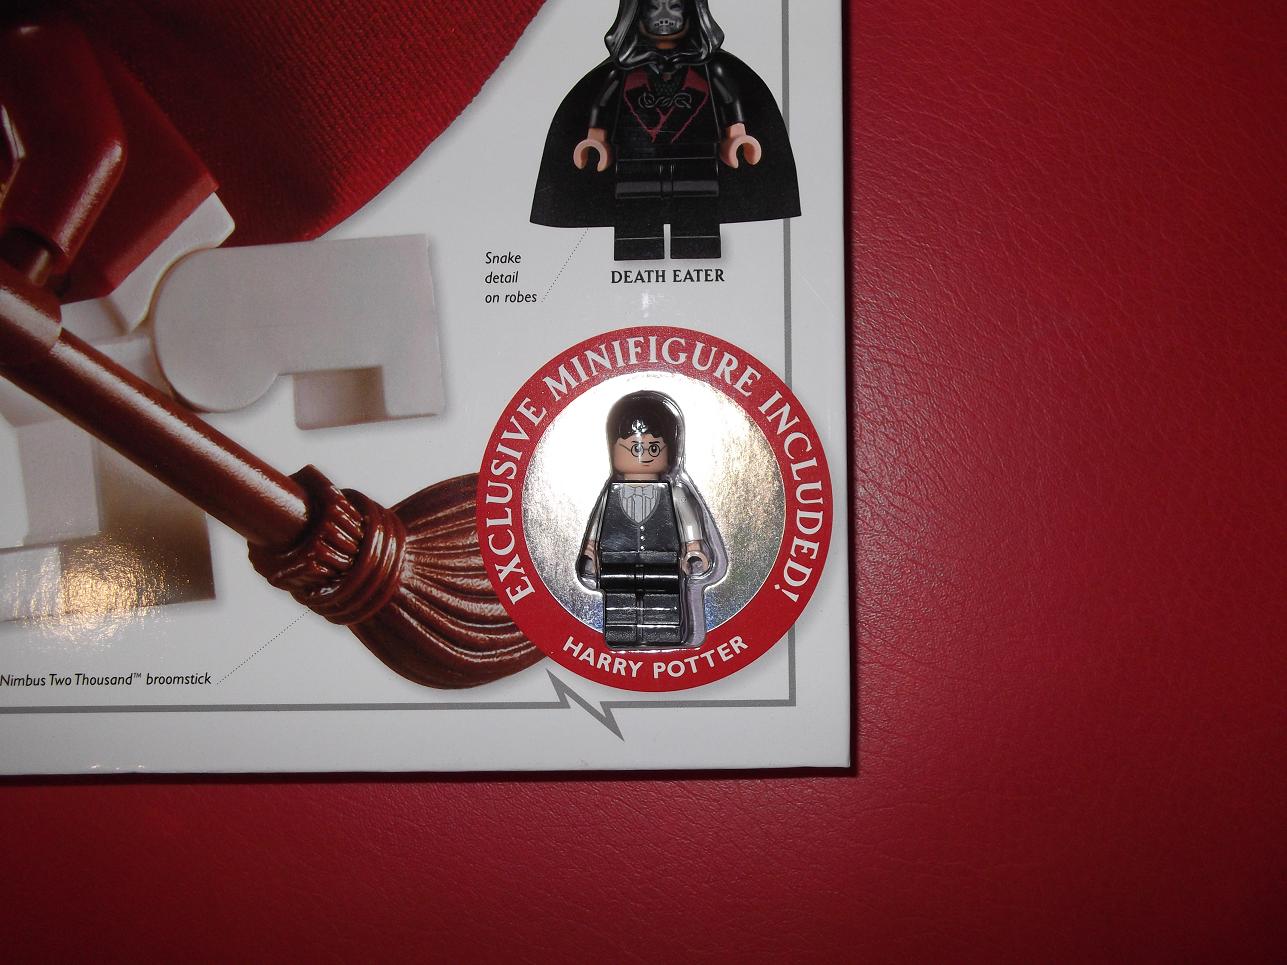 Snake
detail
on robes
DEATH EATER
EXCLUSIVE MINIFIGURE INCLUDED!
HARRY POTTER
Nimbus Two Thousand™ broomstick